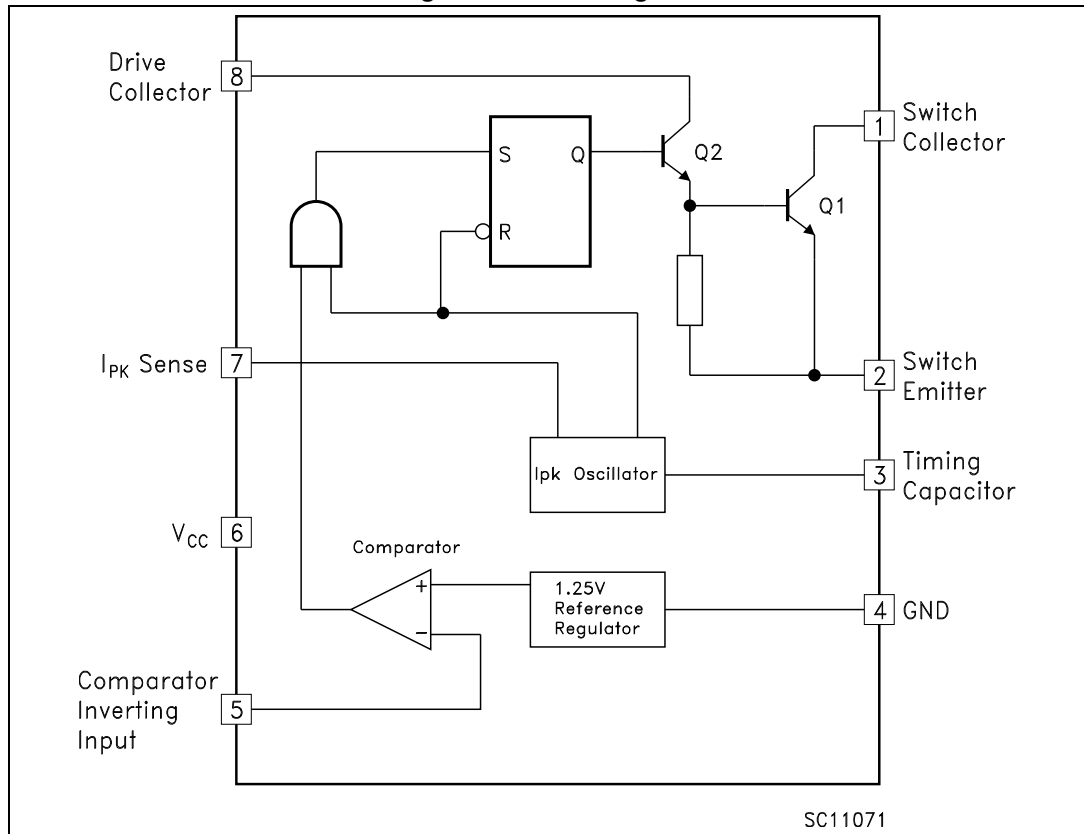 Drive
Collector
8
S
Q
Q2
1
Switch
Collector
Q1
R
I_PK Sense
7
2
Switch
Emitter
Ipk Oscillator
3
Timing
Capacitor
V_CC
6
Comparator
+
−
1.25V
Reference
Regulator
4
GND
Comparator
Inverting
Input
5
SC11071